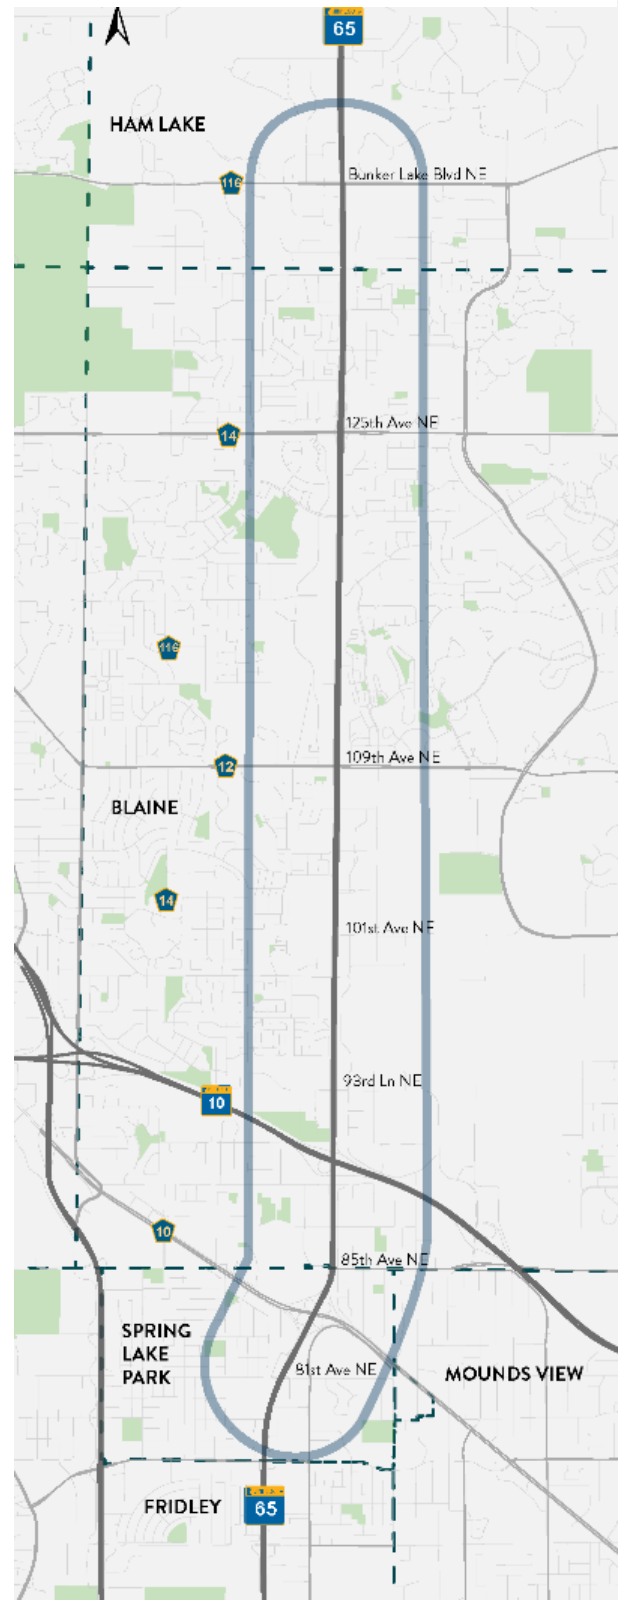 65
HAM LAKE
116
Bunker Lake Blvd NE
125th Ave NE
14
116
109th Ave NE
12
BLAINE
14
101st Ave NE
93rd Ln NE
10
10
85th Ave NE
SPRING
LAKE
PARK
81st Ave NE
MOUNDS VIEW
FRIDLEY
65